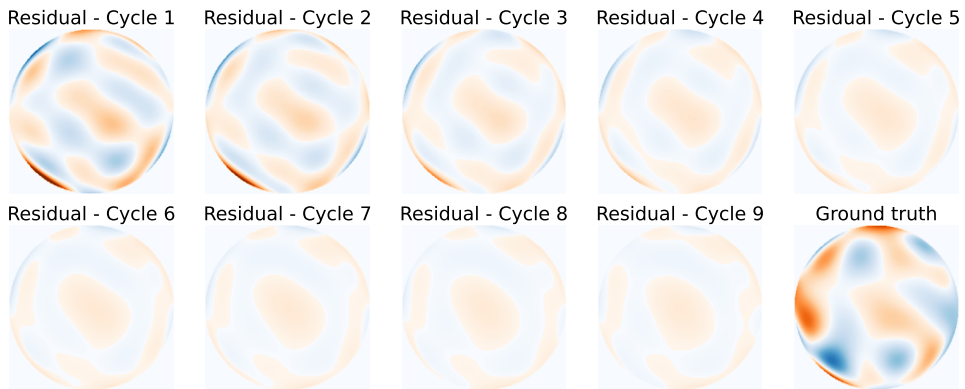 Residual - Cycle 1
Residual - Cycle 2
Residual - Cycle 3
Residual - Cycle 4
Residual - Cycle 5
Residual - Cycle 6
Residual - Cycle 7
Residual - Cycle 8
Residual - Cycle 9
Ground truth